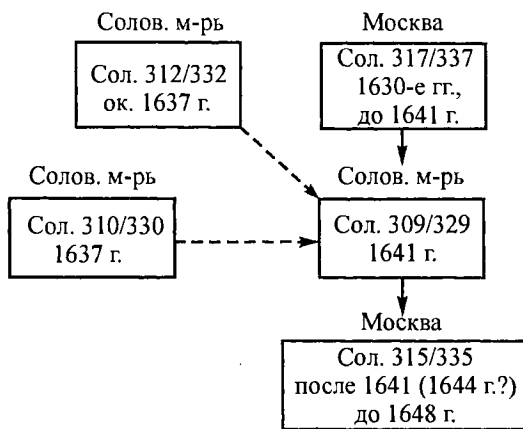 Солов. м-рь
Сол. 312/332
ок. 1637 г.
Москва
Сол. 317/337
1630-е гг.,
до 1641 г.
Солов. м-рь
Сол. 310/330
1637 г.
Солов. м-рь
Сол. 309/329
1641 г.
Москва
Сол. 315/335
после 1641 (1644 г.?)
до 1648 г.